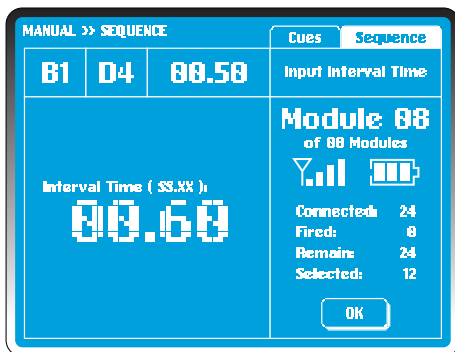 MANUAL >> SEQUENCE
Cues
Sequence
B1
D4
00.50
Input Interval Time
Module 08
of 08 Modules
Interval Time ( SS.XX ):
00.60
Connected: 24
Fired: 0
Remain: 24
Selected: 12
OK